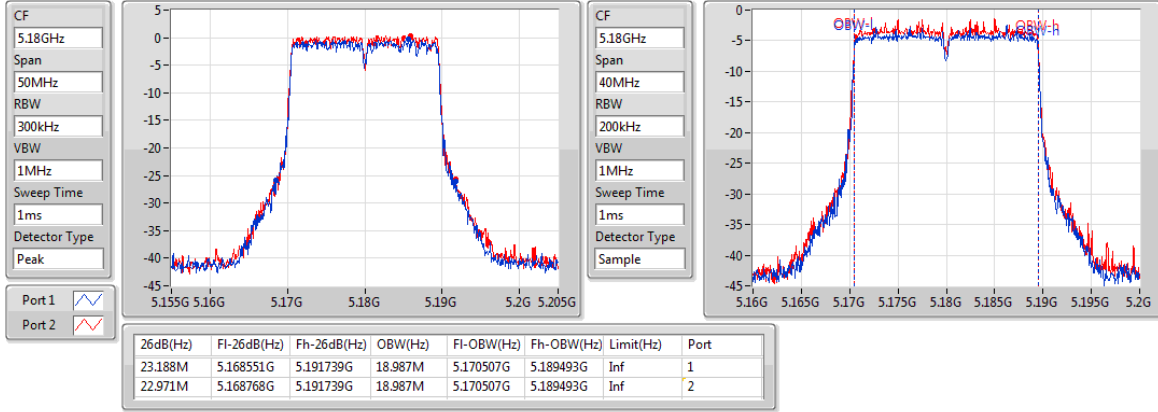 CF
5.18GHz
Span
50MHz
RBW
300kHz
VBW
1MHz
Sweep Time
1ms
Detector Type
Peak
Port 1
Port 2
5
0
-5
-10
-15
-20
-25
-30
-35
-40
-45
5.155G 5.16G 5.17G 5.18G 5.19G 5.2G 5.205G
CF
5.18GHz
Span
40MHz
RBW
200kHz
VBW
1MHz
Sweep Time
1ms
Detector Type
Sample
OBW-l OBW-h
OBW-l OBW-h
0
-5
-10
-15
-20
-25
-30
-35
-40
-45
5.16G 5.165G 5.17G 5.175G 5.18G 5.185G 5.19G 5.195G 5.2G
26dB(Hz) Fl-26dB(Hz) Fh-26dB(Hz) OBW(Hz) Fl-OBW(Hz) Fh-OBW(Hz) Limit(Hz) Port
23.188M 5.168551G 5.191739G 18.987M 5.170507G 5.189493G Inf 1
22.971M 5.168768G 5.191739G 18.987M 5.170507G 5.189493G Inf 2